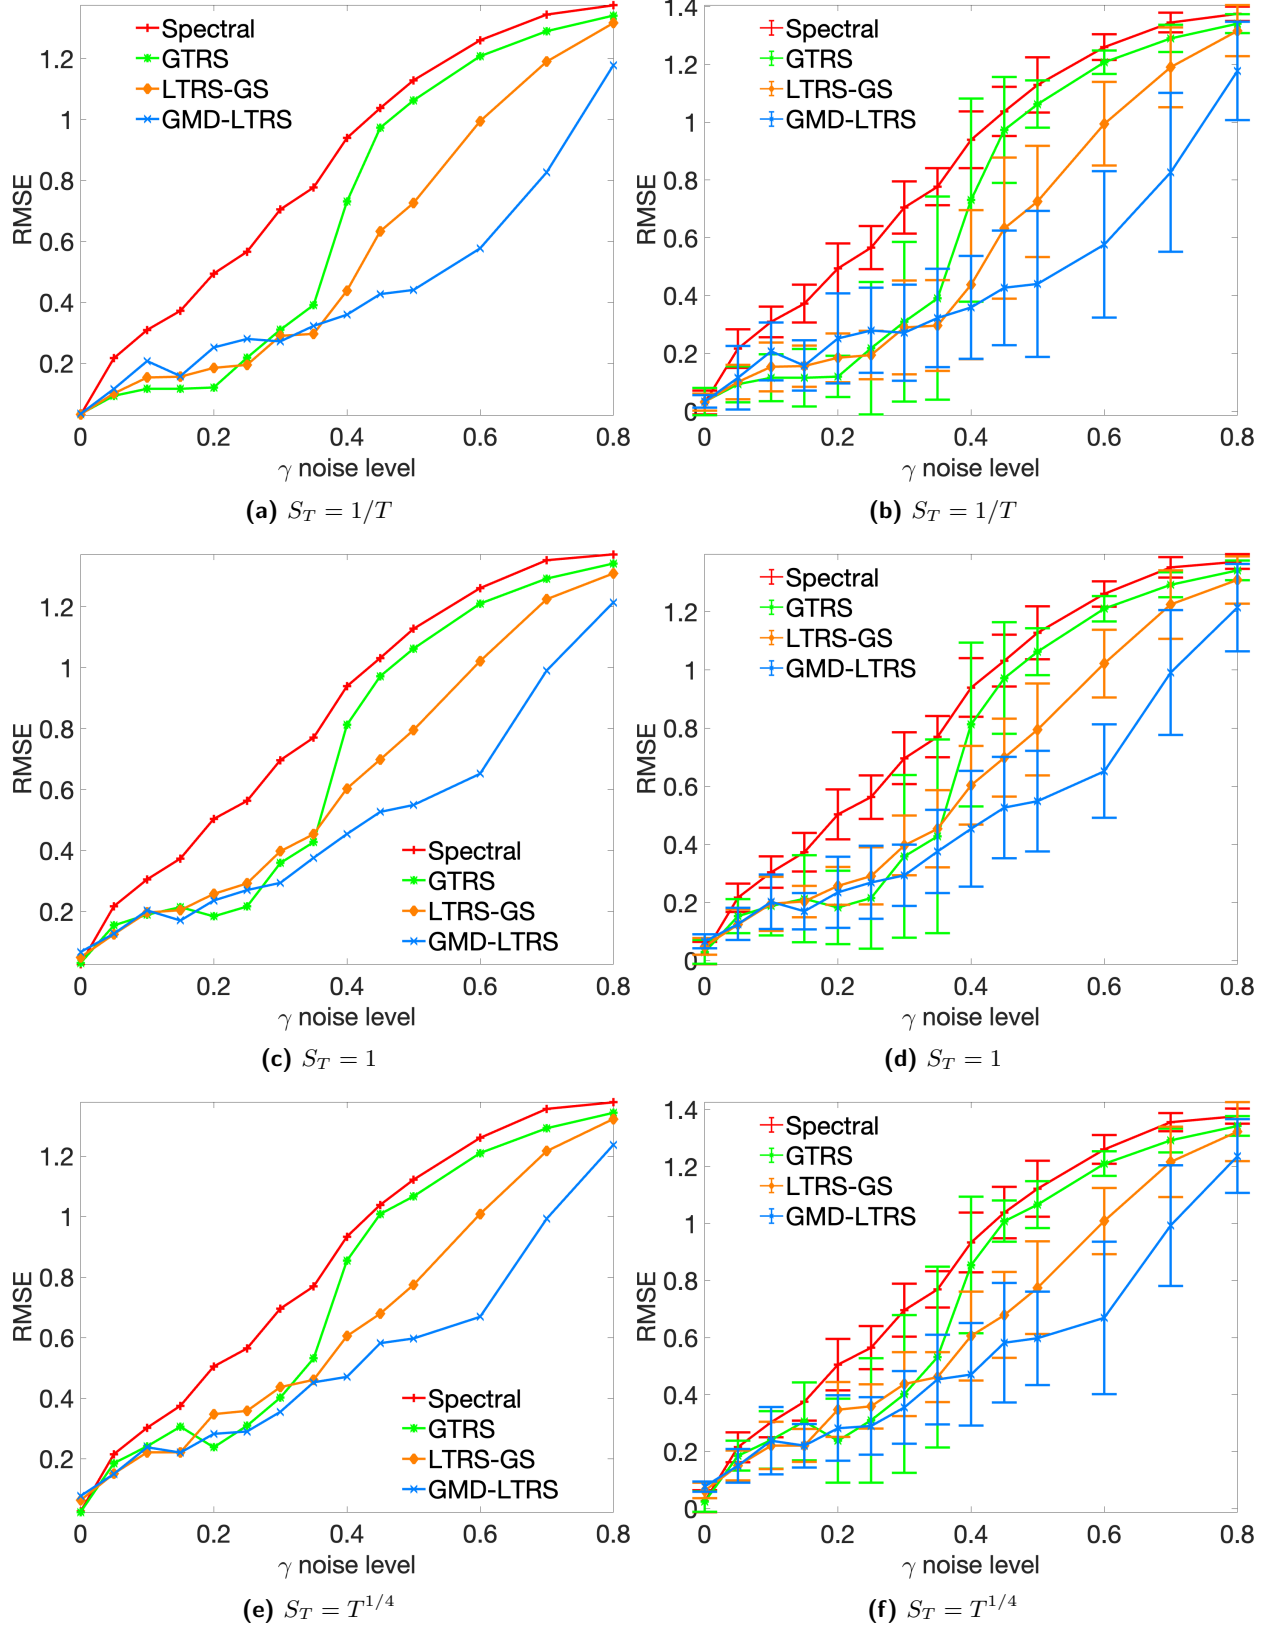 1.2
1
0.8
0.6
0.4
0.2
RMSE
Spectral
GTRS
LTRS-GS
GMD-LTRS
0 0.2 0.4 0.6 0.8
γ noise level
(a) S_T = 1/T
1.4
1.2
1
0.8
0.6
0.4
0.2
0
RMSE
Spectral
GTRS
LTRS-GS
GMD-LTRS
0 0.2 0.4 0.6 0.8
γ noise level
(b) S_T = 1/T
1.2
1
0.8
0.6
0.4
0.2
RMSE
Spectral
GTRS
LTRS-GS
GMD-LTRS
0 0.2 0.4 0.6 0.8
γ noise level
(c) S_T = 1
1.2
1
0.8
0.6
0.4
0.2
0
RMSE
Spectral
GTRS
LTRS-GS
GMD-LTRS
0 0.2 0.4 0.6 0.8
γ noise level
(d) S_T = 1
1.2
1
0.8
0.6
0.4
0.2
RMSE
Spectral
GTRS
LTRS-GS
GMD-LTRS
0 0.2 0.4 0.6 0.8
γ noise level
(e) S_T = T^{1/4}
1.4
1.2
1
0.8
0.6
0.4
0.2
0
RMSE
Spectral
GTRS
LTRS-GS
GMD-LTRS
0 0.2 0.4 0.6 0.8
γ noise level
(f) S_T = T^{1/4}